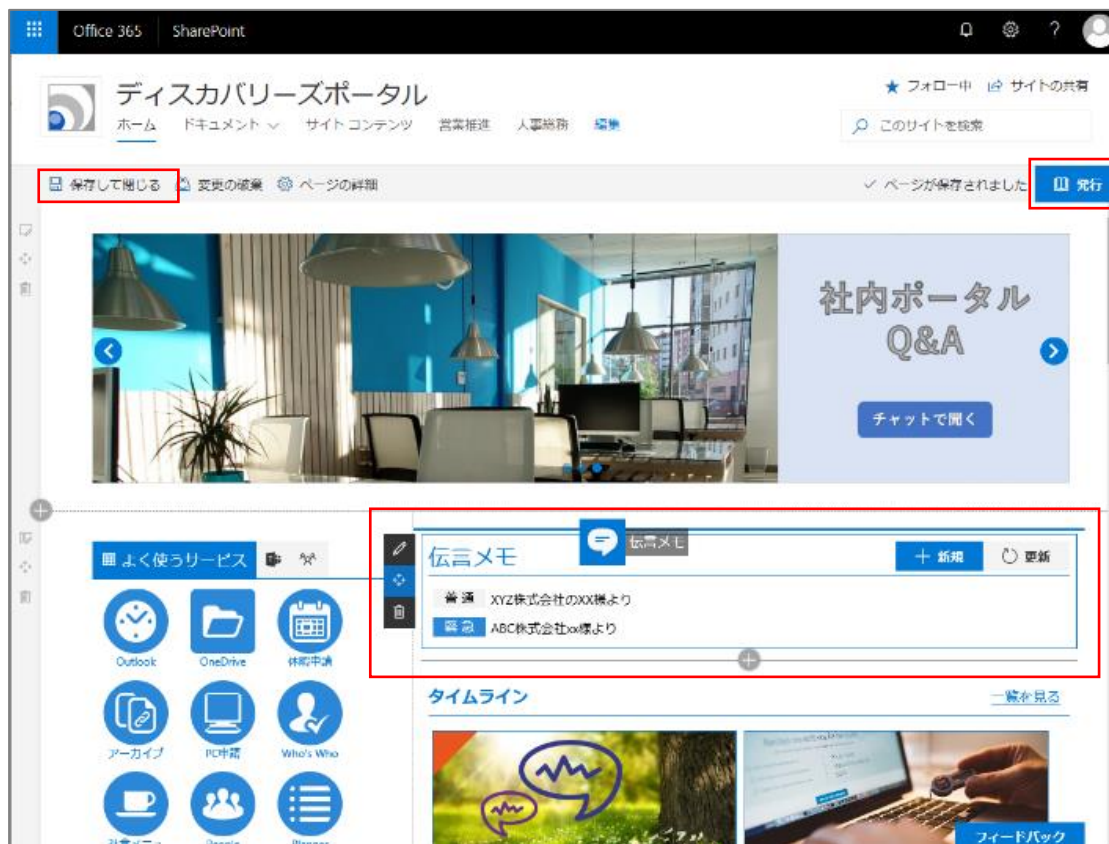 Office 365 SharePoint ?
ディスカバリーズポータル
★ フォロー中 サイトの共有
ホーム ドキュメント サイト コンテンツ 営業推進 人事総務 編集
このサイトを検索
保存して閉じる 変更の破棄 ページの詳細 ページが保存されました 発行
社内ポータル
Q&A
チャットで聞く
よく使うサービス
伝言メモ 伝言メモ + 新規 更新
普通 XYZ株式会社のXX様より
緊急 ABC株式会社xx様より
Outlook OneDrive 休暇申請
タイムライン 一覧を見る
アーカイブ PC申請 Who's Who
People Planner
フィードバック